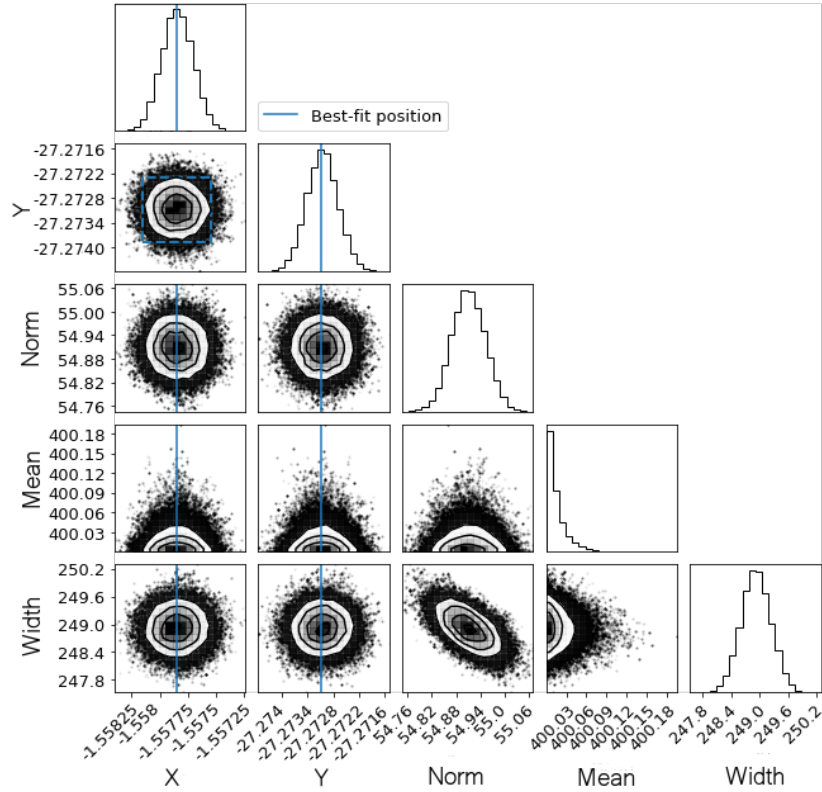 Best-fit position
-27.2716
-27.2722
-27.2728
-27.2734
-27.2740
Y
55.06
55.00
54.94
54.88
54.82
54.76
Norm
400.18
400.15
400.12
400.09
400.06
400.03
Mean
250.2
249.6
249.0
248.4
247.8
Width
-1.55825 -1.558 -1.55775 -1.5575 -1.55725
-27.274 -27.2734 -27.2728 -27.2722 -27.2716
54.76 54.82 54.88 54.94 55.0 55.06
400.03 400.06 400.09 400.12 400.15 400.18
247.8 248.4 249.0 249.6 250.2
X Y Norm Mean Width